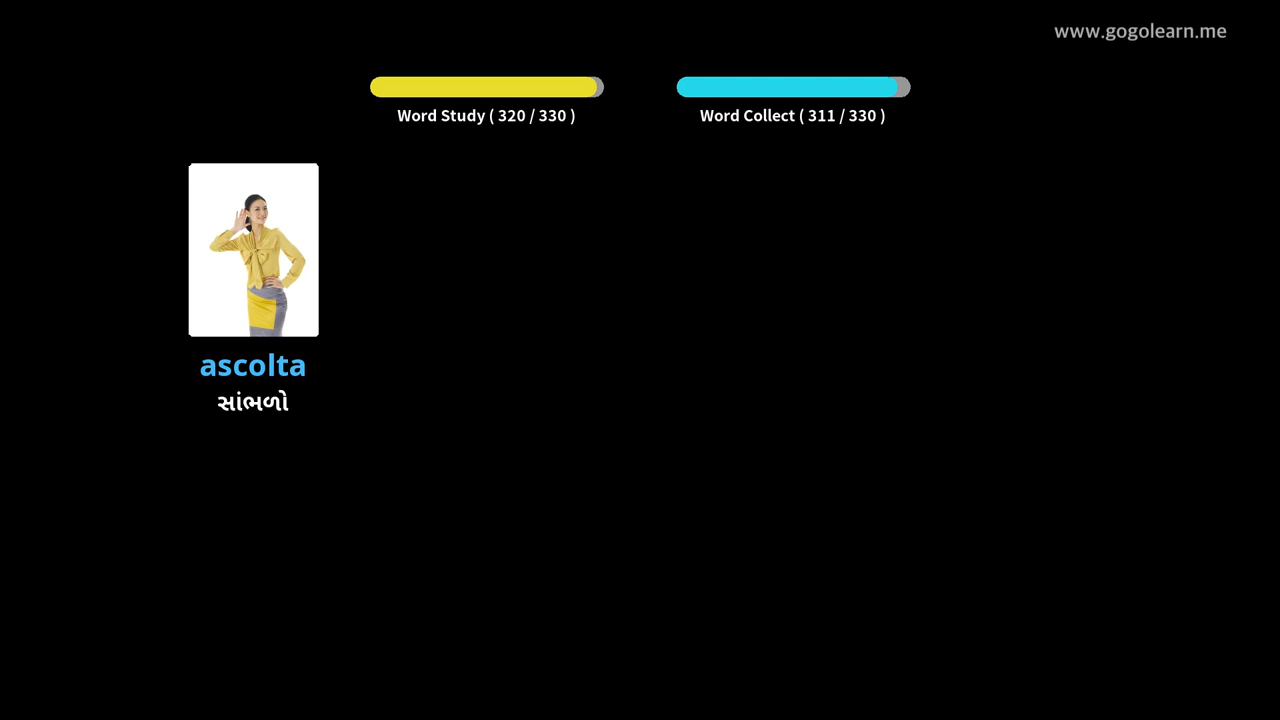 www.gogolearn.me
Word Study ( 320 / 330 )
Word Collect ( 311 / 330 )
ascolta
સાંભળો